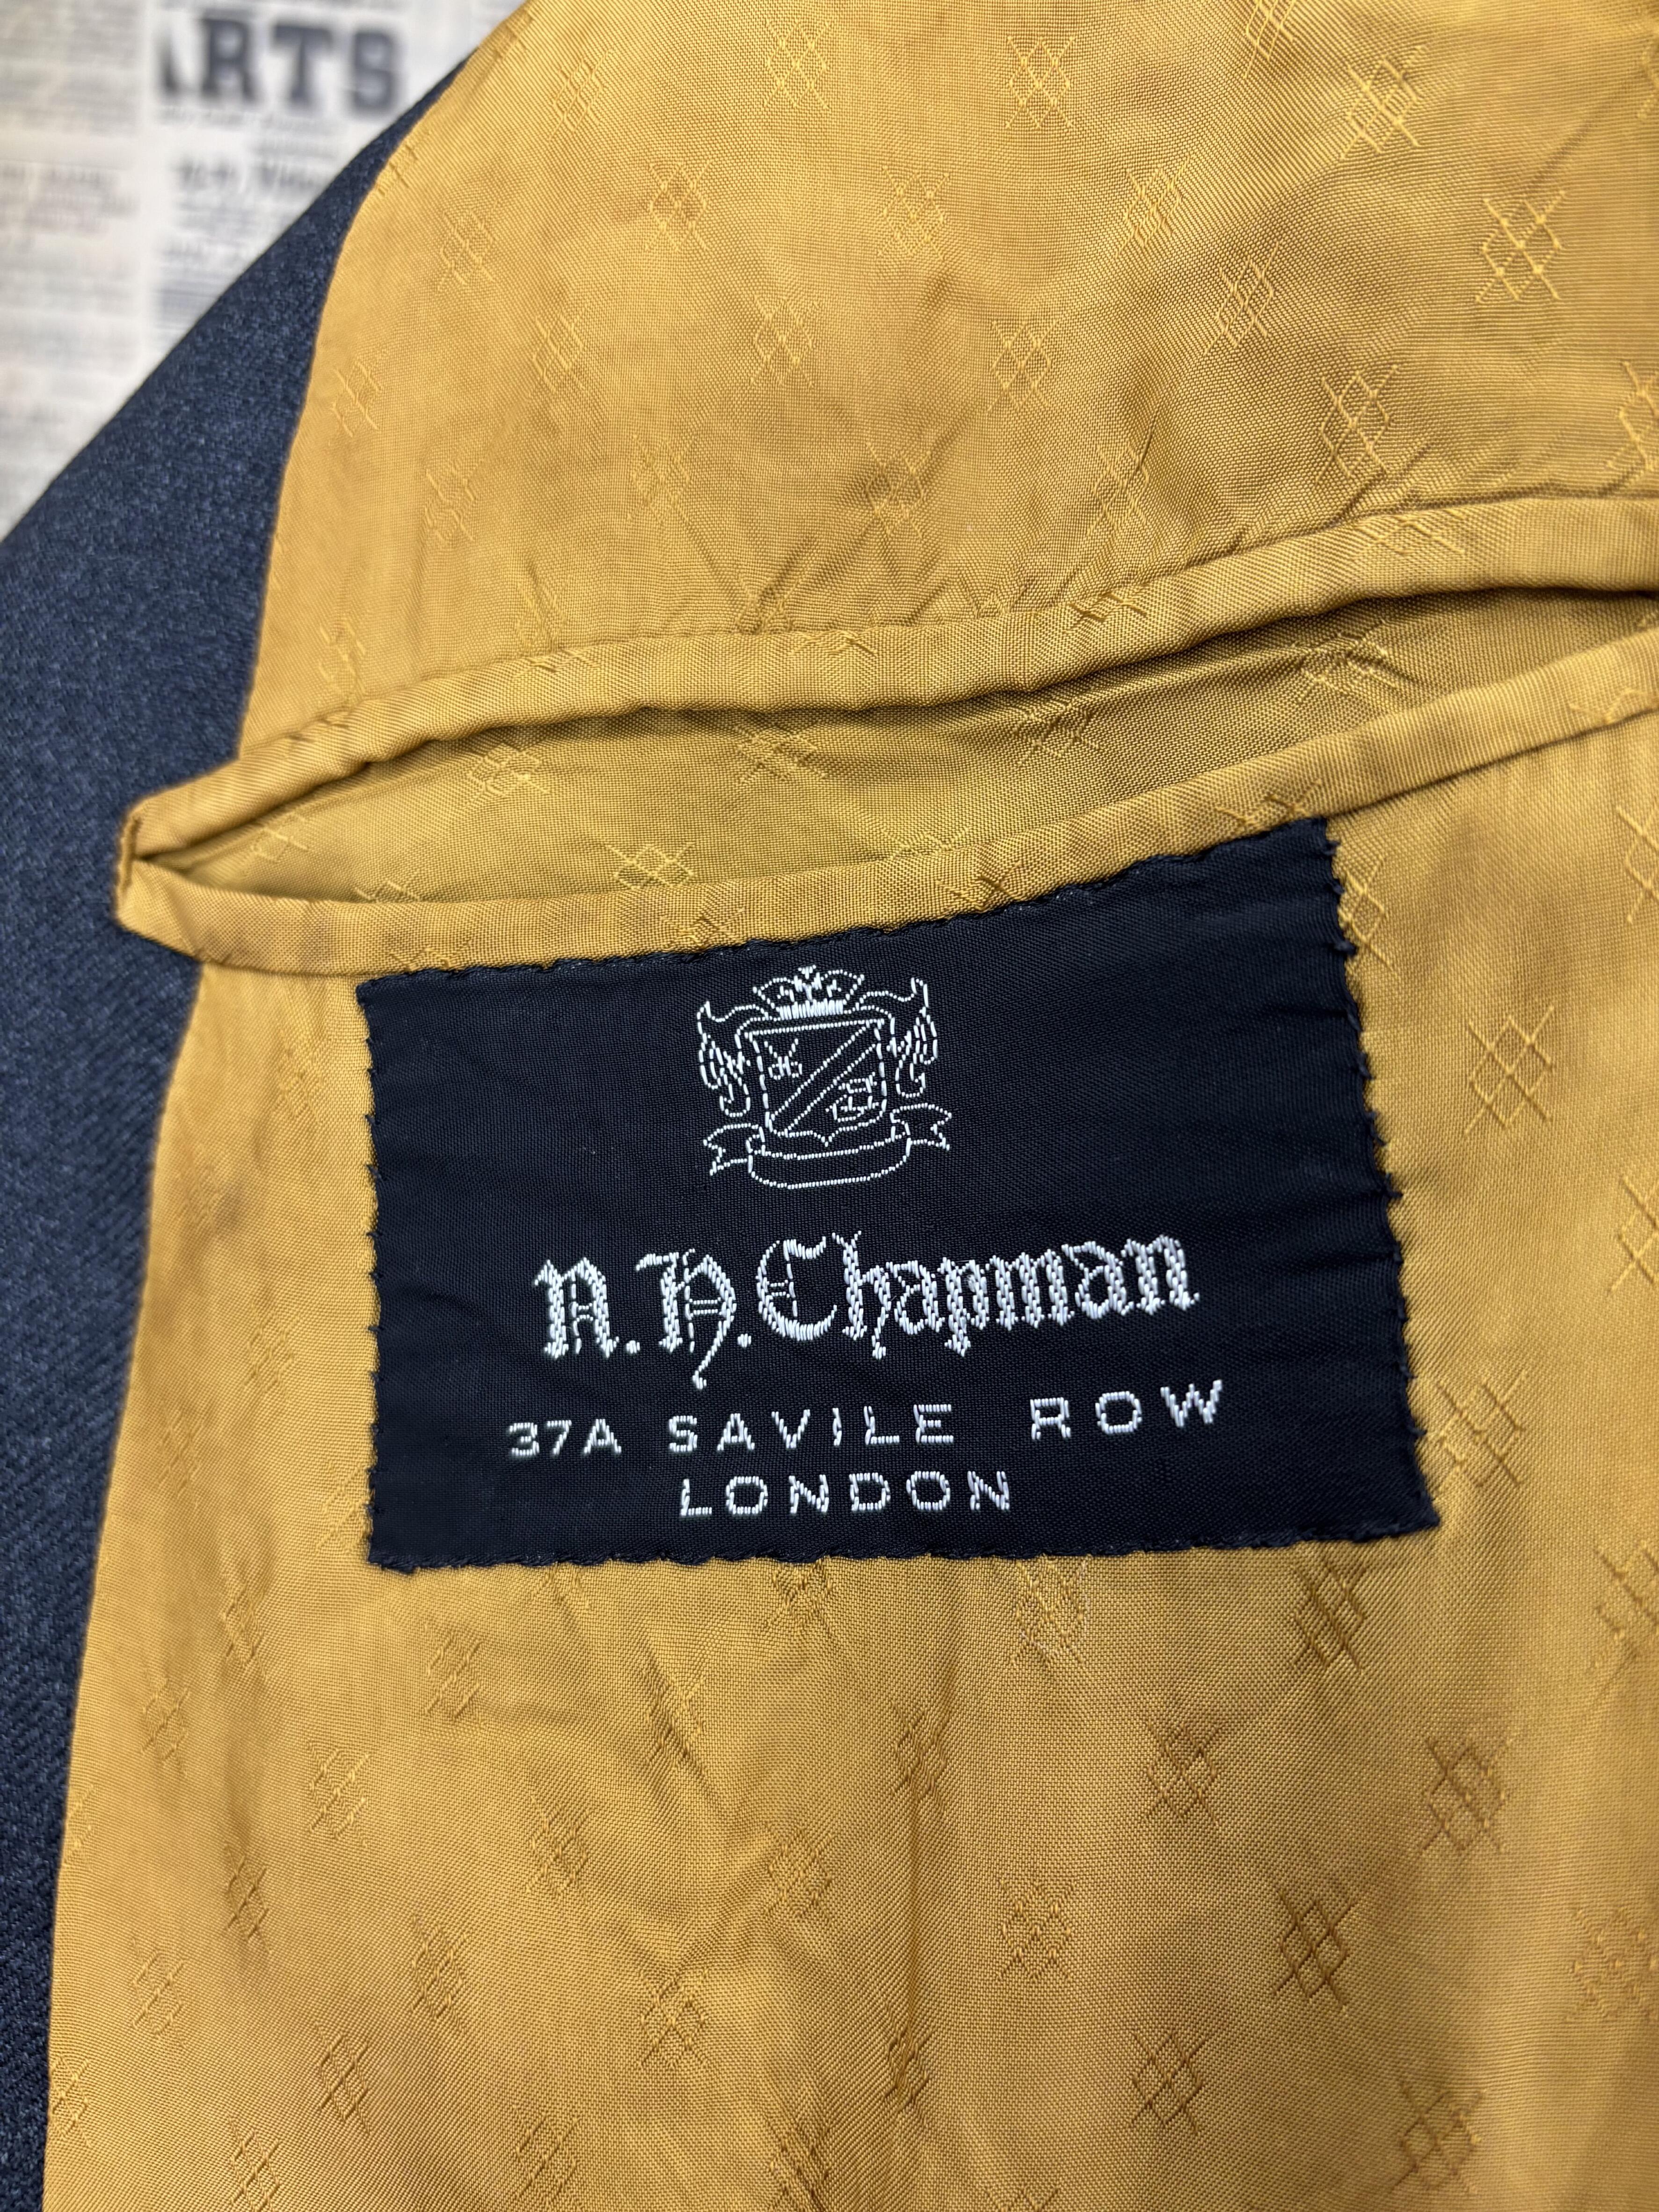 ARTS
N.H.Chapman
37A SAVILE ROW
LONDON